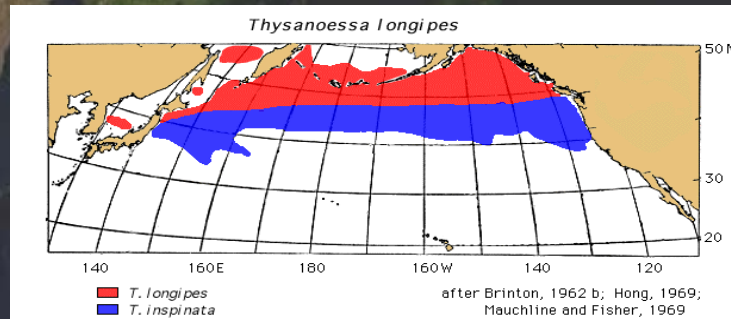 Thysanoessa longipes
50 N
30
20
140
160E
180
160W
140
120
T. longipes
T. inspinata
after Brinton, 1962 b; Hong, 1969;
Mauchline and Fisher, 1969